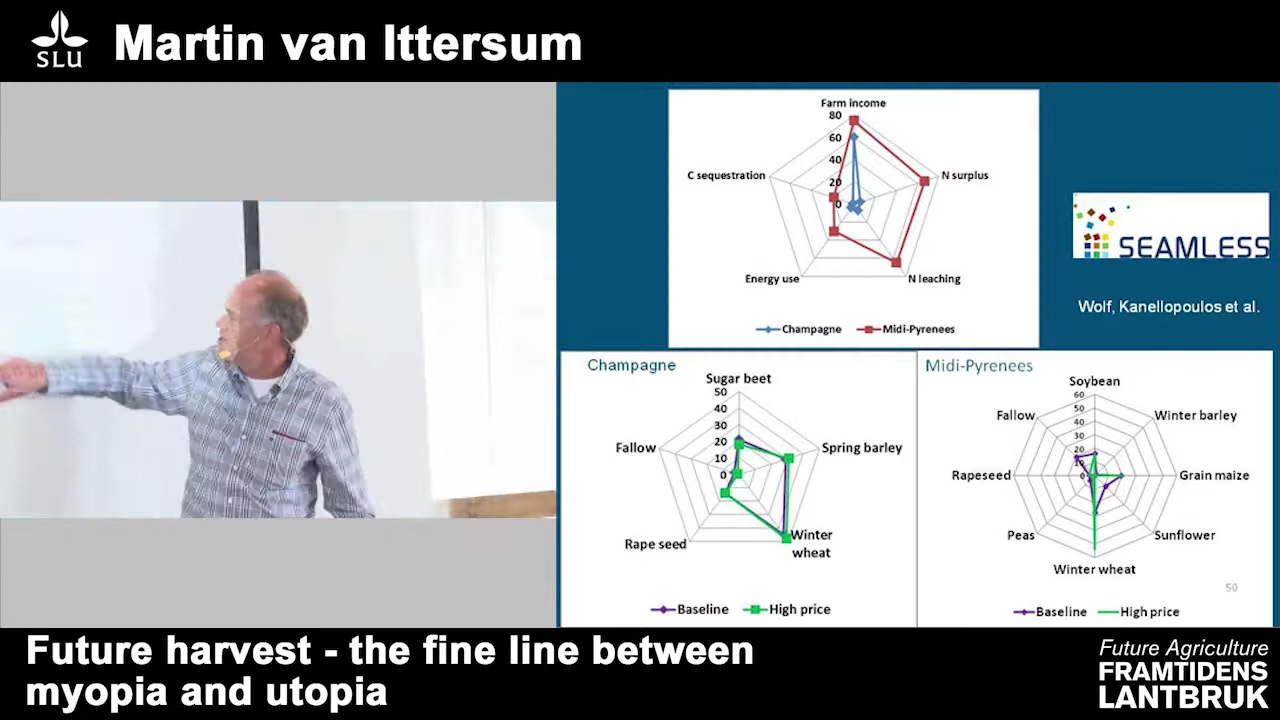 SLU
Martin van Ittersum
Farm income
80
60
40
20
0
C sequestration
N surplus
Energy use
N leaching
Champagne
Midi-Pyrenees
SEAMLESS
Wolf, Kanellopoulos et al.
Champagne
Sugar beet
50
40
30
20
10
0
Fallow
Spring barley
Rape seed
Winter
wheat
Baseline
High price
Midi-Pyrenees
Soybean
60
50
40
30
20
10
0
Fallow
Winter barley
Rapeseed
Grain maize
Peas
Sunflower
Winter wheat
50
Baseline
High price
Future harvest - the fine line between
myopia and utopia
Future Agriculture
FRAMTIDENS
LANTBRUK